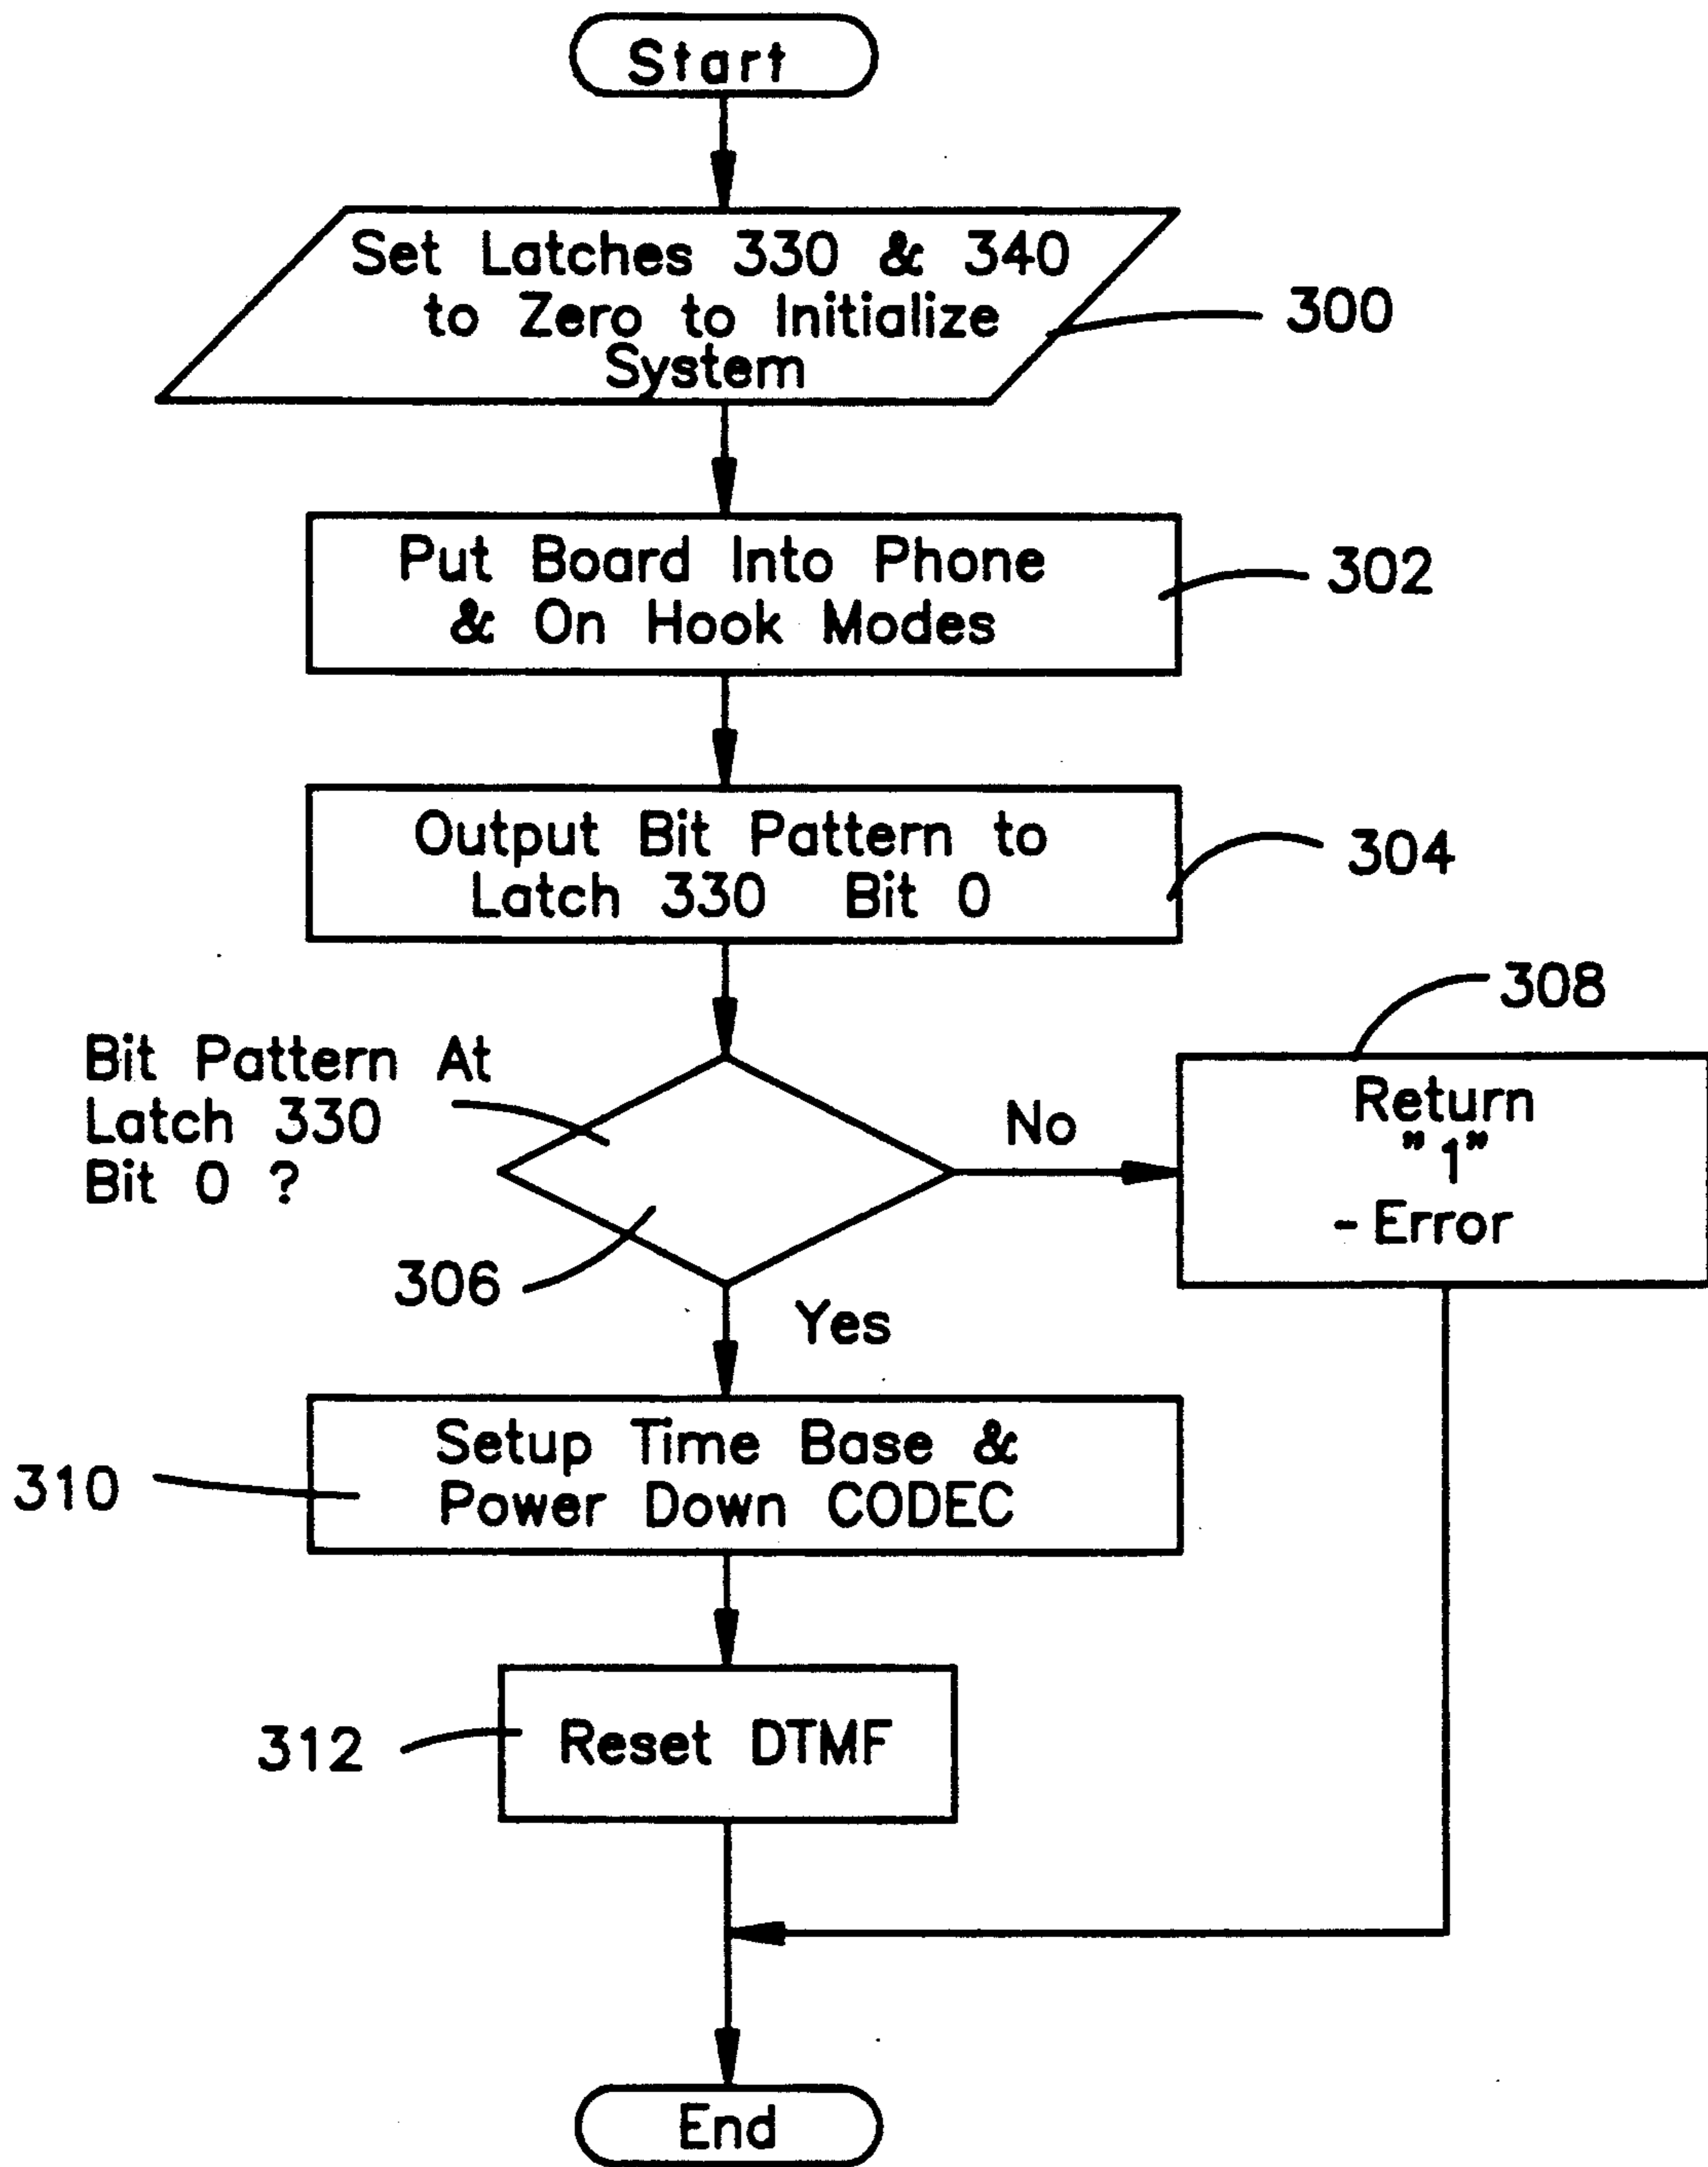 Start
Set Latches 330 & 340
to Zero to Initialize
System
300
Put Board Into Phone
& On Hook Modes
302
Output Bit Pattern to
Latch 330 Bit 0
304
Bit Pattern At
Latch 330
Bit 0 ?
306
No
308
Return
"1"
- Error
Yes
Setup Time Base &
Power Down CODEC
310
Reset DTMF
312
End